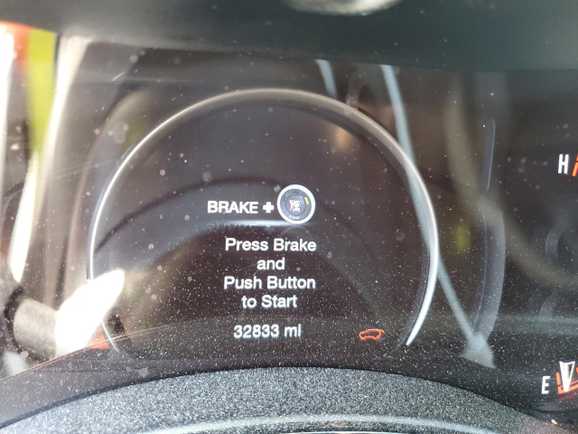 H
BRAKE +
Press Brake
and
Push Button
to Start
32833 mi
E